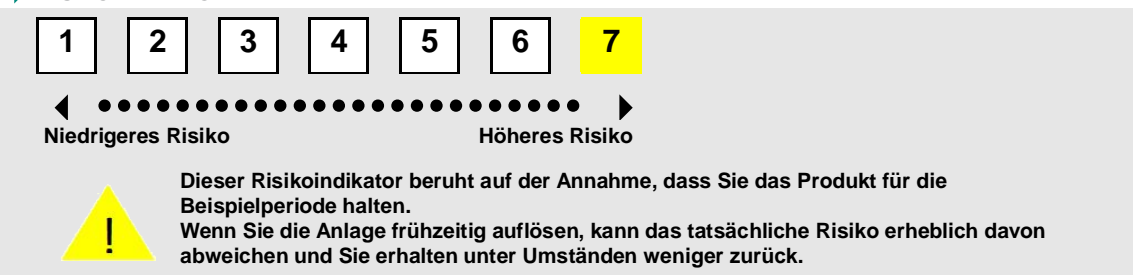 1 2 3 4 5 6 7
Niedrigeres Risiko Höheres Risiko
Dieser Risikoindikator beruht auf der Annahme, dass Sie das Produkt für die
Beispielperiode halten.
Wenn Sie die Anlage frühzeitig auflösen, kann das tatsächliche Risiko erheblich davon
abweichen und Sie erhalten unter Umständen weniger zurück.
!